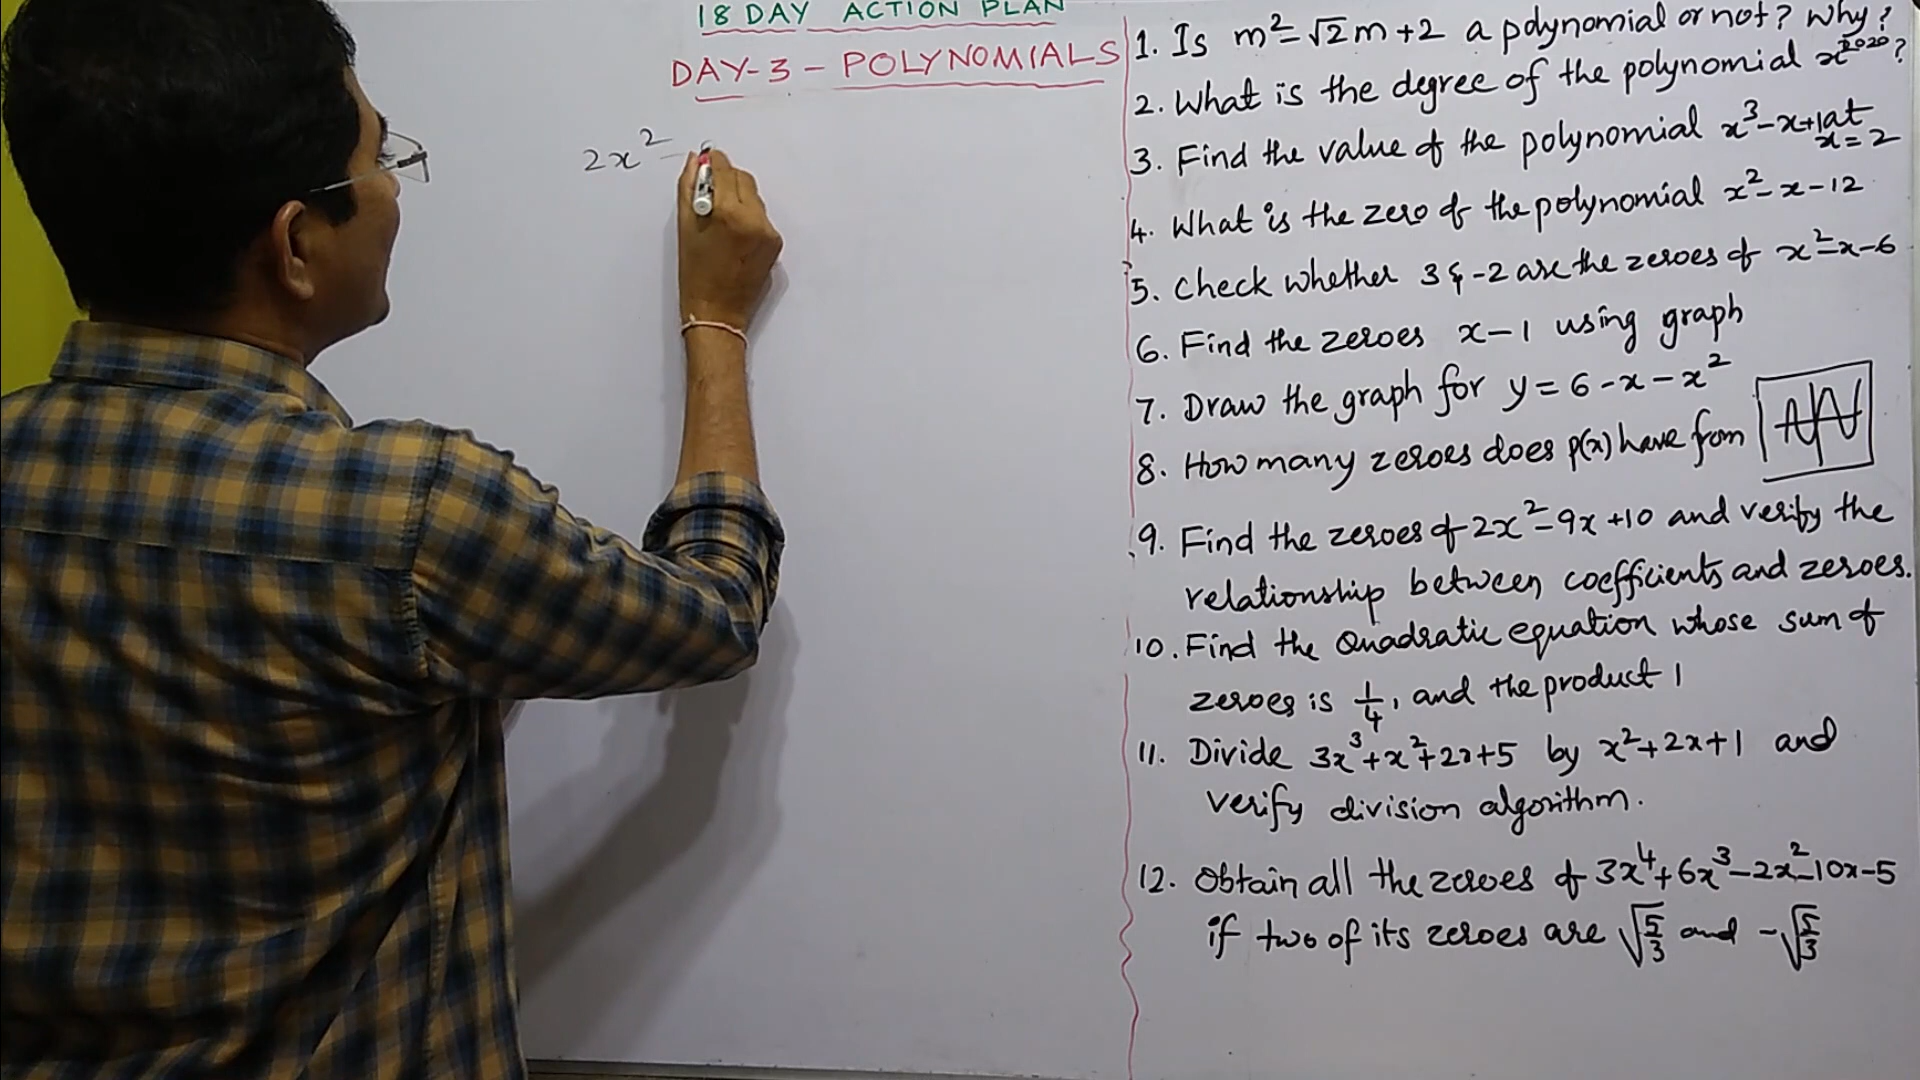 18 DAY ACTION PLAN
DAY-3 - POLYNOMIALS
2x² -
1. Is m² - √2 m + 2 a polynomial or not? Why?
2. What is the degree of the polynomial x²⁰²⁰?
3. Find the value of the polynomial x³ - x + 1 at x = 2
4. What is the zero of the polynomial x² - x - 12
5. Check whether 3 & -2 are the zeroes of x² - x - 6
6. Find the zeroes x - 1 using graph
7. Draw the graph for y = 6 - x - x²
8. How many zeroes does p(x) have from
9. Find the zeroes of 2x² - 9x + 10 and verify the
relationship between coefficients and zeroes.
10. Find the Quadratic equation whose sum of
zeroes is 1/4, and the product 1
11. Divide 3x³ + x² + 2x + 5 by x² + 2x + 1 and
verify division algorithm.
12. Obtain all the zeroes of 3x⁴ + 6x³ - 2x² - 10x - 5
if two of its zeroes are √5/3 and -√5/3